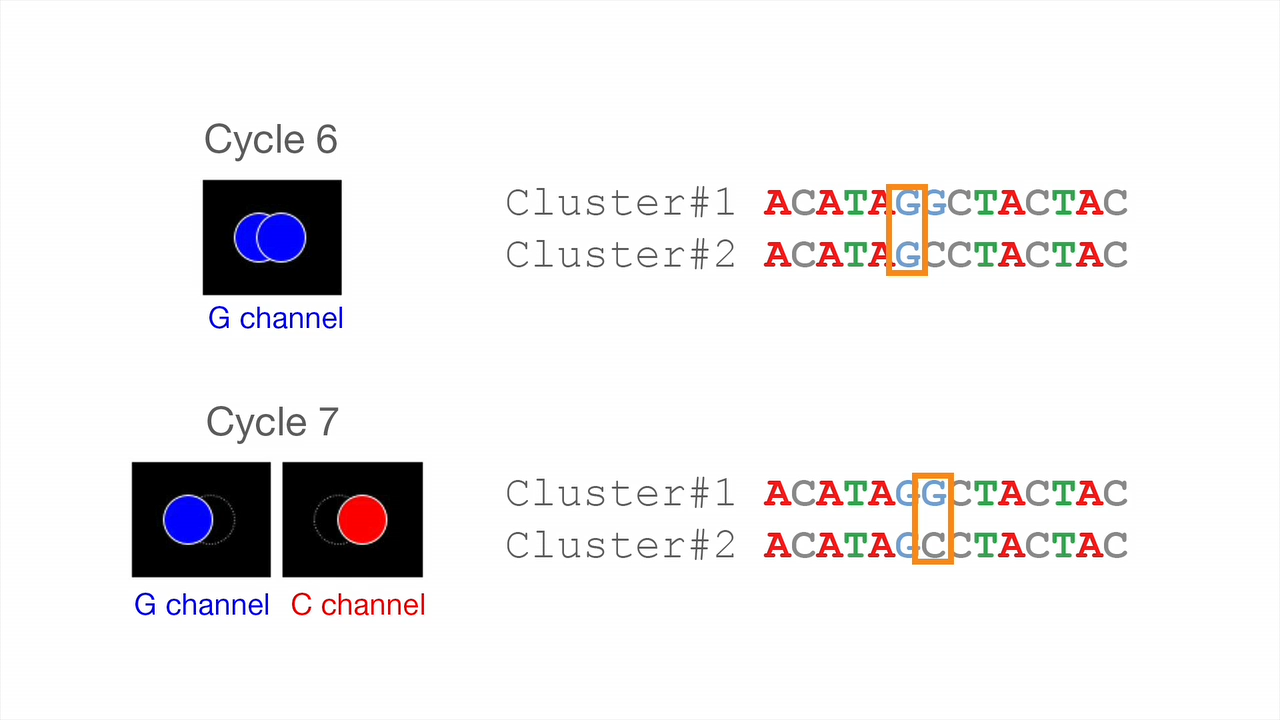 Cycle 6
G channel
Cluster#1 ACATAGGCTACTAC
Cluster#2 ACATAGCCTACTAC
Cycle 7
G channel C channel
Cluster#1 ACATAGGCTACTAC
Cluster#2 ACATAGCCTACTAC